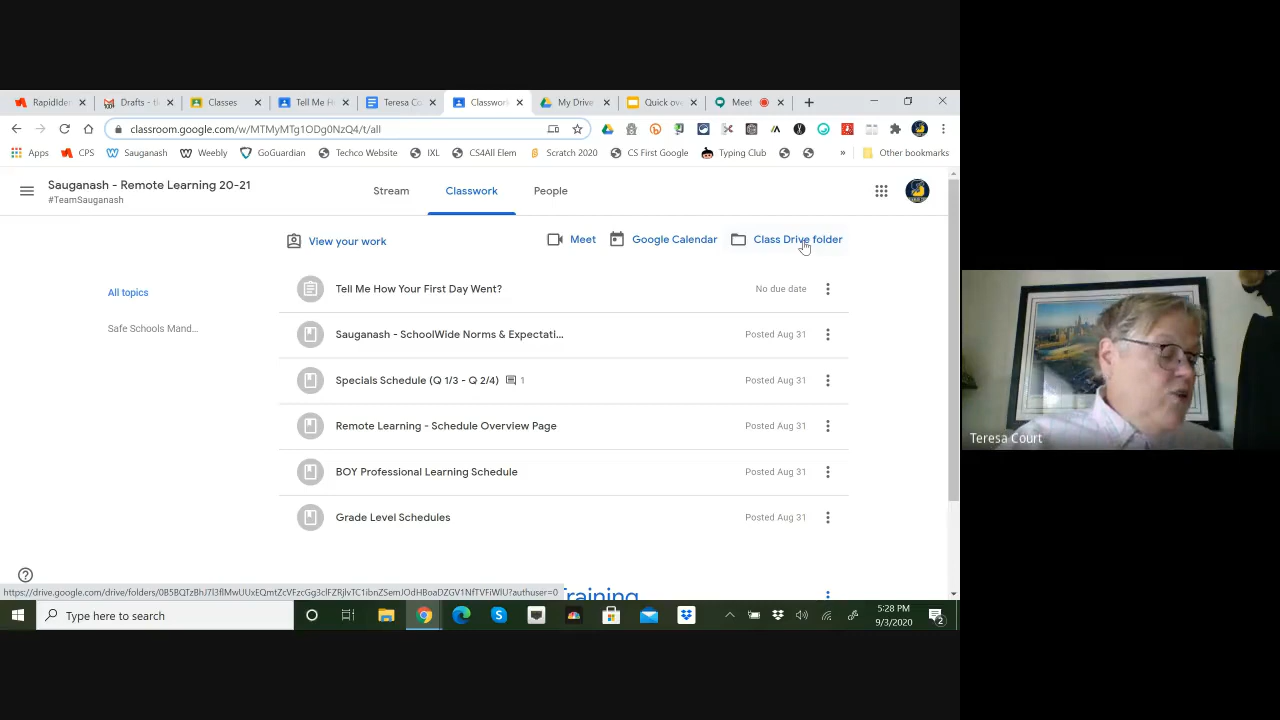 RapidIde
Drafts - t
Classes
Tell Me H
Teresa Co
Classwork
My Drive
Quick ov
Meet
classroom.google.com/w/MTMyMTg1ODg0NzQ4/t/all
Apps
CPS
Sauganash
Weebly
GoGuardian
Techco Website
IXL
CS4All Elem
Scratch 2020
CS First Google
Typing Club
»
Other bookmarks
Sauganash - Remote Learning 20-21
#TeamSauganash
Stream
Classwork
People
View your work
Meet
Google Calendar
Class Drive folder
All topics
Safe Schools Mand...
Tell Me How Your First Day Went?
No due date
Sauganash - SchoolWide Norms & Expectati...
Posted Aug 31
Specials Schedule (Q 1/3 - Q 2/4) 1
Posted Aug 31
Remote Learning - Schedule Overview Page
Posted Aug 31
BOY Professional Learning Schedule
Posted Aug 31
Grade Level Schedules
Posted Aug 31
Training
Type here to search
5:28 PM
9/3/2020
2
Teresa Court